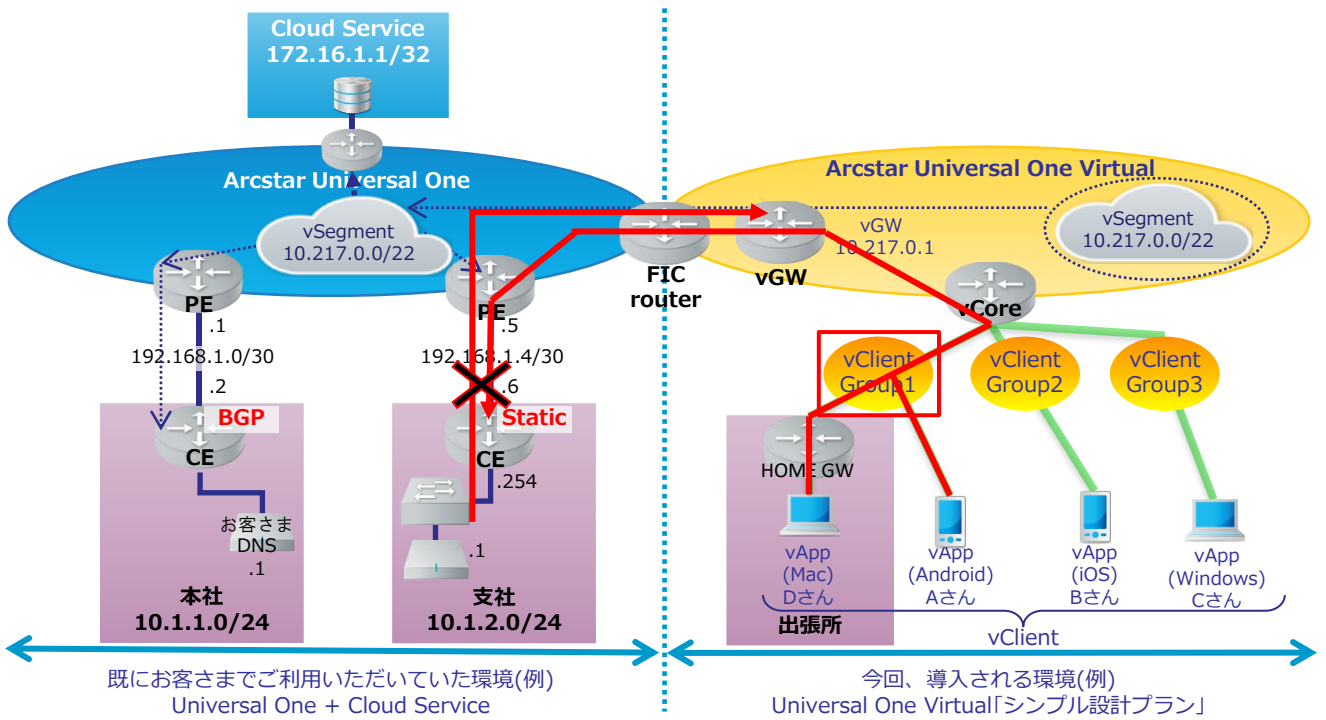 Cloud Service
172.16.1.1/32
Arcstar Universal One
vSegment
10.217.0.0/22
PE
.1
192.168.1.0/30
.2
BGP
CE
お客さま
DNS
.1
本社
10.1.1.0/24
PE
.5
192.168.1.4/30
.6
Static
CE
.254
.1
支社
10.1.2.0/24
FIC
router
Arcstar Universal One Virtual
vSegment
10.217.0.0/22
vGW
10.217.0.1
vGW
vCore
vClient
Group1
vClient
Group2
vClient
Group3
HOME GW
vApp
(Mac)
Dさん
vApp
(Android)
Aさん
vApp
(iOS)
Bさん
vApp
(Windows)
Cさん
出張所
vClient
既にお客さまでご利用いただいていた環境(例)
Universal One + Cloud Service
今回、導入される環境(例)
Universal One Virtual「シンプル設計プラン」